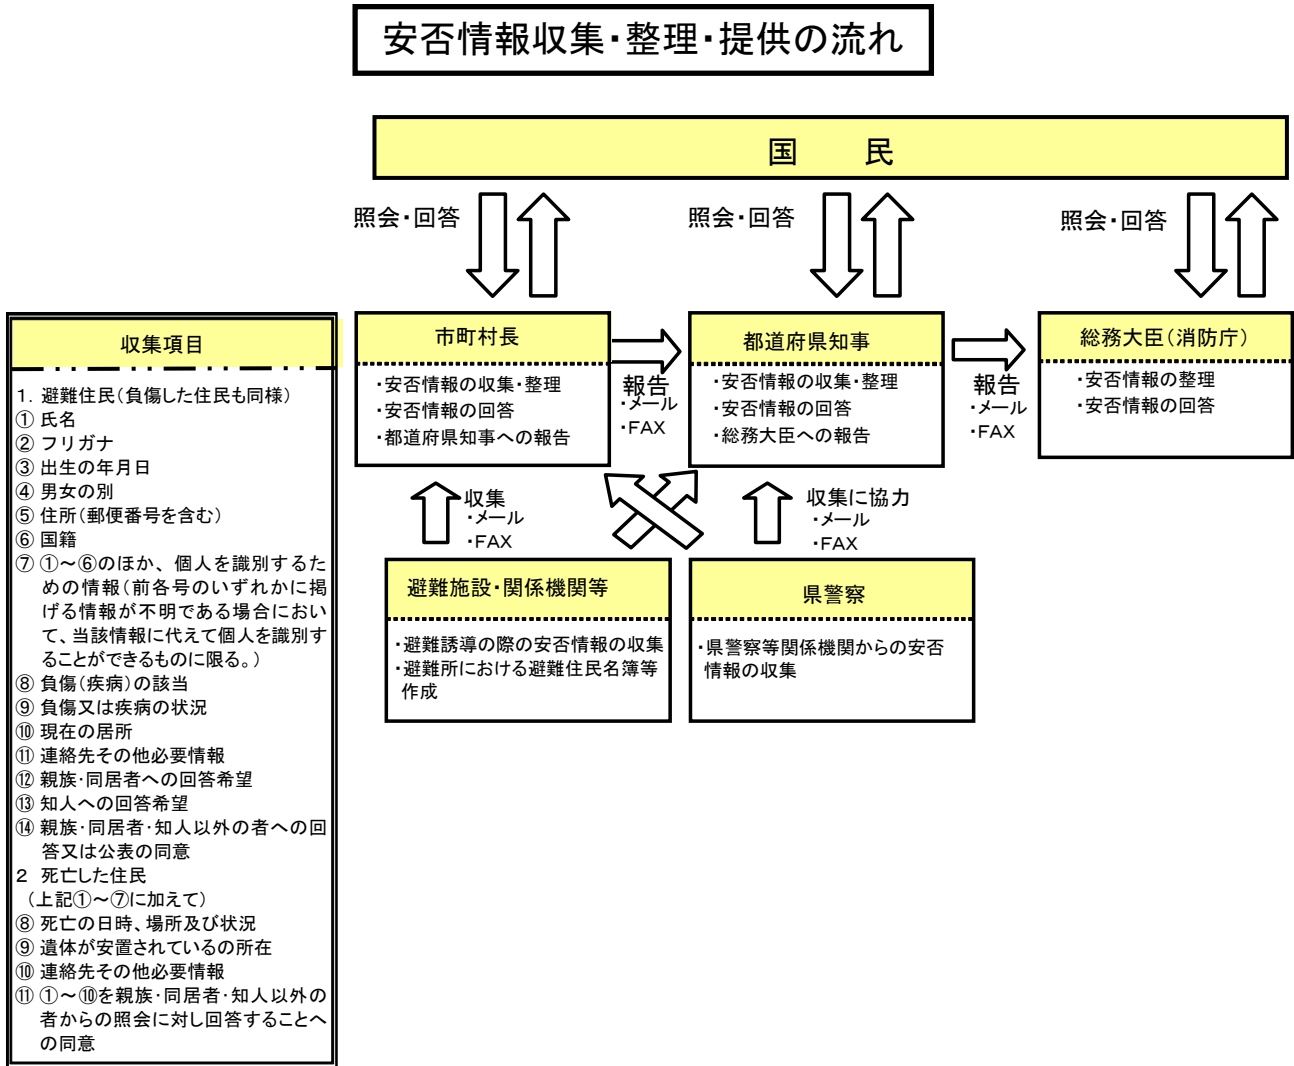 安否情報収集・整理・提供の流れ
国　民
照会・回答
照会・回答
照会・回答
収集項目
1．避難住民（負傷した住民も同様）
① 氏名
② フリガナ
③ 出生の年月日
④ 男女の別
⑤ 住所（郵便番号を含む）
⑥ 国籍
⑦ ①～⑥のほか、個人を識別するた
めの情報（前各号のいずれかに掲
げる情報が不明である場合におい
て、当該情報に代えて個人を識別す
ることができるものに限る。）
⑧ 負傷（疾病）の該当
⑨ 負傷又は疾病の状況
⑩ 現在の居所
⑪ 連絡先その他必要情報
⑫ 親族・同居者への回答希望
⑬ 知人への回答希望
⑭ 親族・同居者・知人以外の者への回
答又は公表の同意
2　死亡した住民
（上記①～⑦に加えて）
⑧ 死亡の日時、場所及び状況
⑨ 遺体が安置されているの所在
⑩ 連絡先その他必要情報
⑪ ①～⑩を親族・同居者・知人以外の
者からの照会に対し回答することへ
の同意
市町村長
・安否情報の収集・整理
・安否情報の回答
・都道府県知事への報告
報告
・メール
・FAX
都道府県知事
・安否情報の収集・整理
・安否情報の回答
・総務大臣への報告
報告
・メール
・FAX
総務大臣（消防庁）
・安否情報の整理
・安否情報の回答
収集
・メール
・FAX
収集に協力
・メール
・FAX
避難施設・関係機関等
・避難誘導の際の安否情報の収集
・避難所における避難住民名簿等
作成
県警察
・県警察等関係機関からの安否
情報の収集